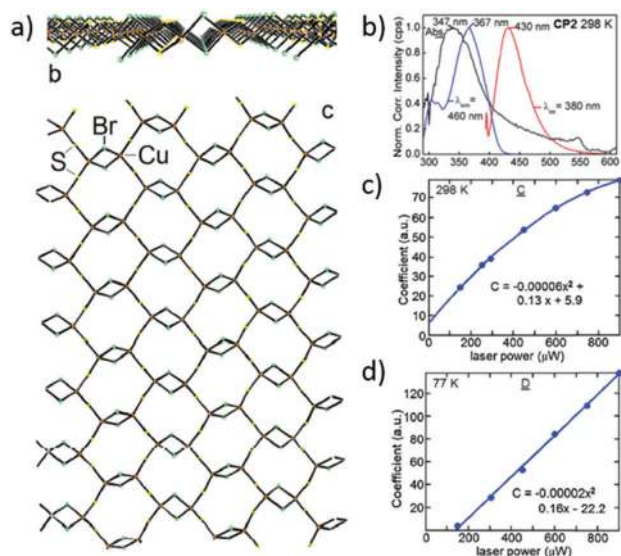 a)
b
c
Br
S
Cu
b)
347 nm 367 nm 430 nm CP2 298 K
Abs
λem = 460 nm
λex = 380 nm
Norm. Corr. Intensity (cps)
1.0
0.8
0.6
0.4
0.2
0.0
300 350 400 450 500 550 600
c)
298 K C
Coefficient (a.u.)
70
60
50
40
30
20
10
0
C = -0.00006x² +
0.13 x + 5.9
0 200 400 600 800
laser power (µW)
d)
77 K D
Coefficient (a.u.)
120
100
80
60
40
20
0
C = -0.00002x²
0.16x - 22.2
0 200 400 600 800
laser power (µW)